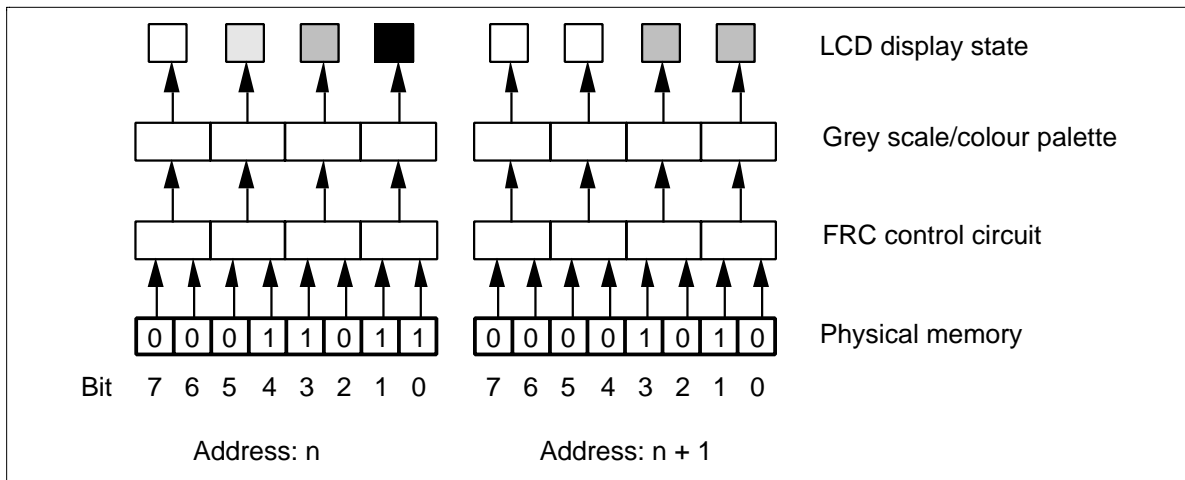 LCD display state
Grey scale/colour palette
FRC control circuit
0 0 0 1 1 0 1 1 0 0 0 0 1 0 1 0 Physical memory
Bit 7 6 5 4 3 2 1 0 7 6 5 4 3 2 1 0
Address: n Address: n + 1